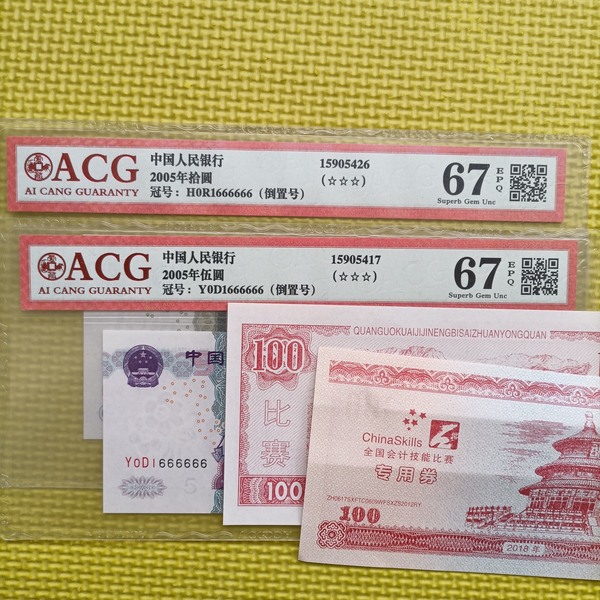 ACG
AI CANG GUARANTY
中国人民银行
2005年拾圆
冠号：H0R1666666（倒置号）
15905426
（☆☆☆）
67
EPQ
Superb Gem Unc
ACG
AI CANG GUARANTY
中国人民银行
2005年伍圆
冠号：Y0D1666666（倒置号）
15905417
（☆☆☆）
67
EPQ
Superb Gem Unc
中国
Y0D1666666
5
QUANGUOKUAIJIJINENGBISAIZHUANYONGQUAN
100
比
赛
100
ChinaSkills
全国会计技能比赛
专用券
ZH0617SXFTC0609WFSXZS2012RY
100
2018 年